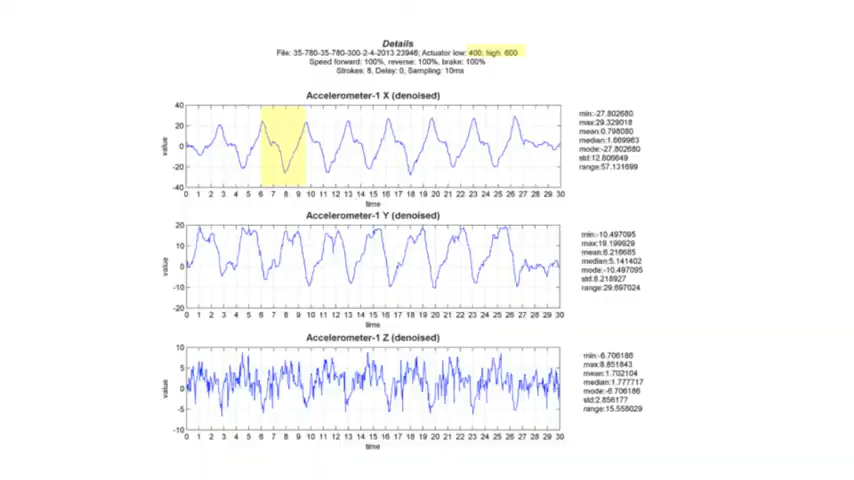 Details
File: 35-780-35-780-300-2-4-2013 23946; Actuator low: 400, high: 600
Speed forward: 100%, reverse: 100%, brake: 100%
Strokes: 8, Delay: 0, Sampling: 10ms
Accelerometer-1 X (denoised)
40
20
0
-20
-40
value
0 1 2 3 4 5 6 7 8 9 10 11 12 13 14 15 16 17 18 19 20 21 22 23 24 25 26 27 28 29 30
time
min:-27.802680
max:29.329018
mean:0.798080
median:1.669963
mode:-27.802680
std:12.606649
range:57.131699
Accelerometer-1 Y (denoised)
20
10
0
-10
-20
value
0 1 2 3 4 5 6 7 8 9 10 11 12 13 14 15 16 17 18 19 20 21 22 23 24 25 26 27 28 29 30
time
min:-10.497095
max:19.199929
mean:6.218685
median:5.141402
mode:-10.497095
std:8.218927
range:29.697024
Accelerometer-1 Z (denoised)
10
5
0
-5
-10
value
0 1 2 3 4 5 6 7 8 9 10 11 12 13 14 15 16 17 18 19 20 21 22 23 24 25 26 27 28 29 30
time
min:-6.706186
max:8.851843
mean:1.702104
median:1.777717
mode:-6.706186
std:2.856177
range:15.558029